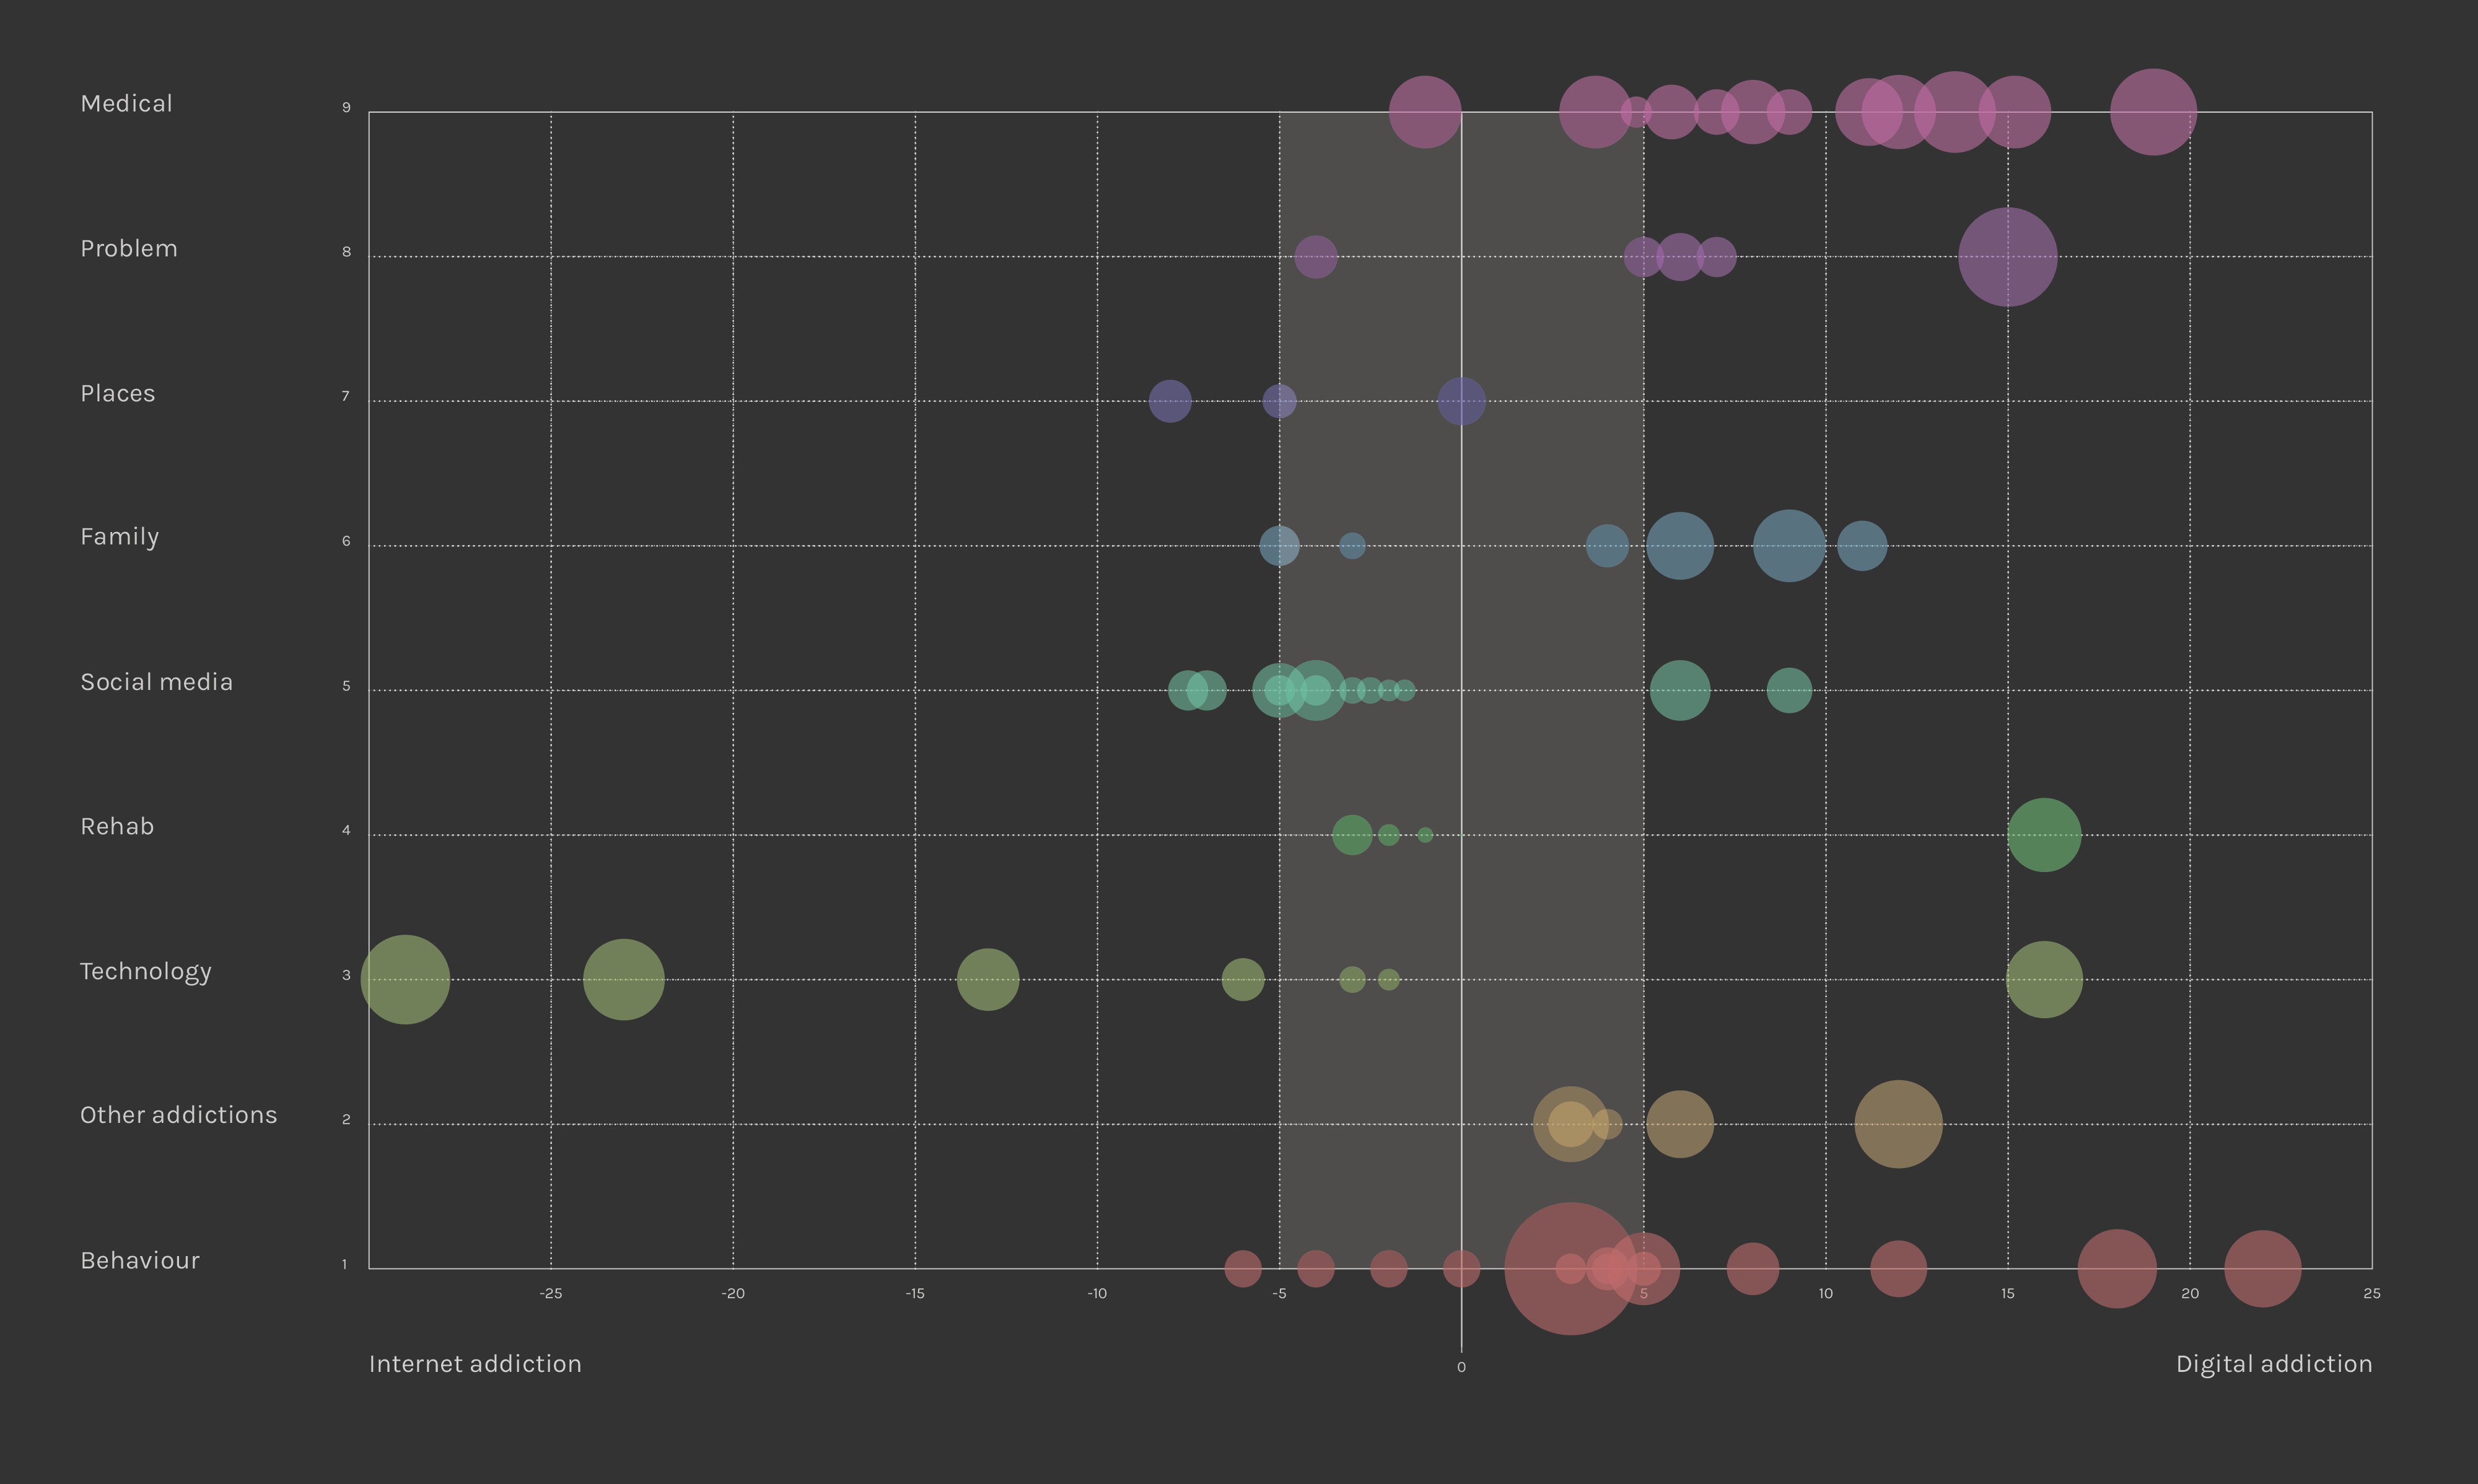 Medical 9
Problem 8
Places 7
Family 6
Social media 5
Rehab 4
Technology 3
Other addictions 2
Behaviour 1
-25 -20 -15 -10 -5 5 10 15 20 25
Internet addiction 0 Digital addiction